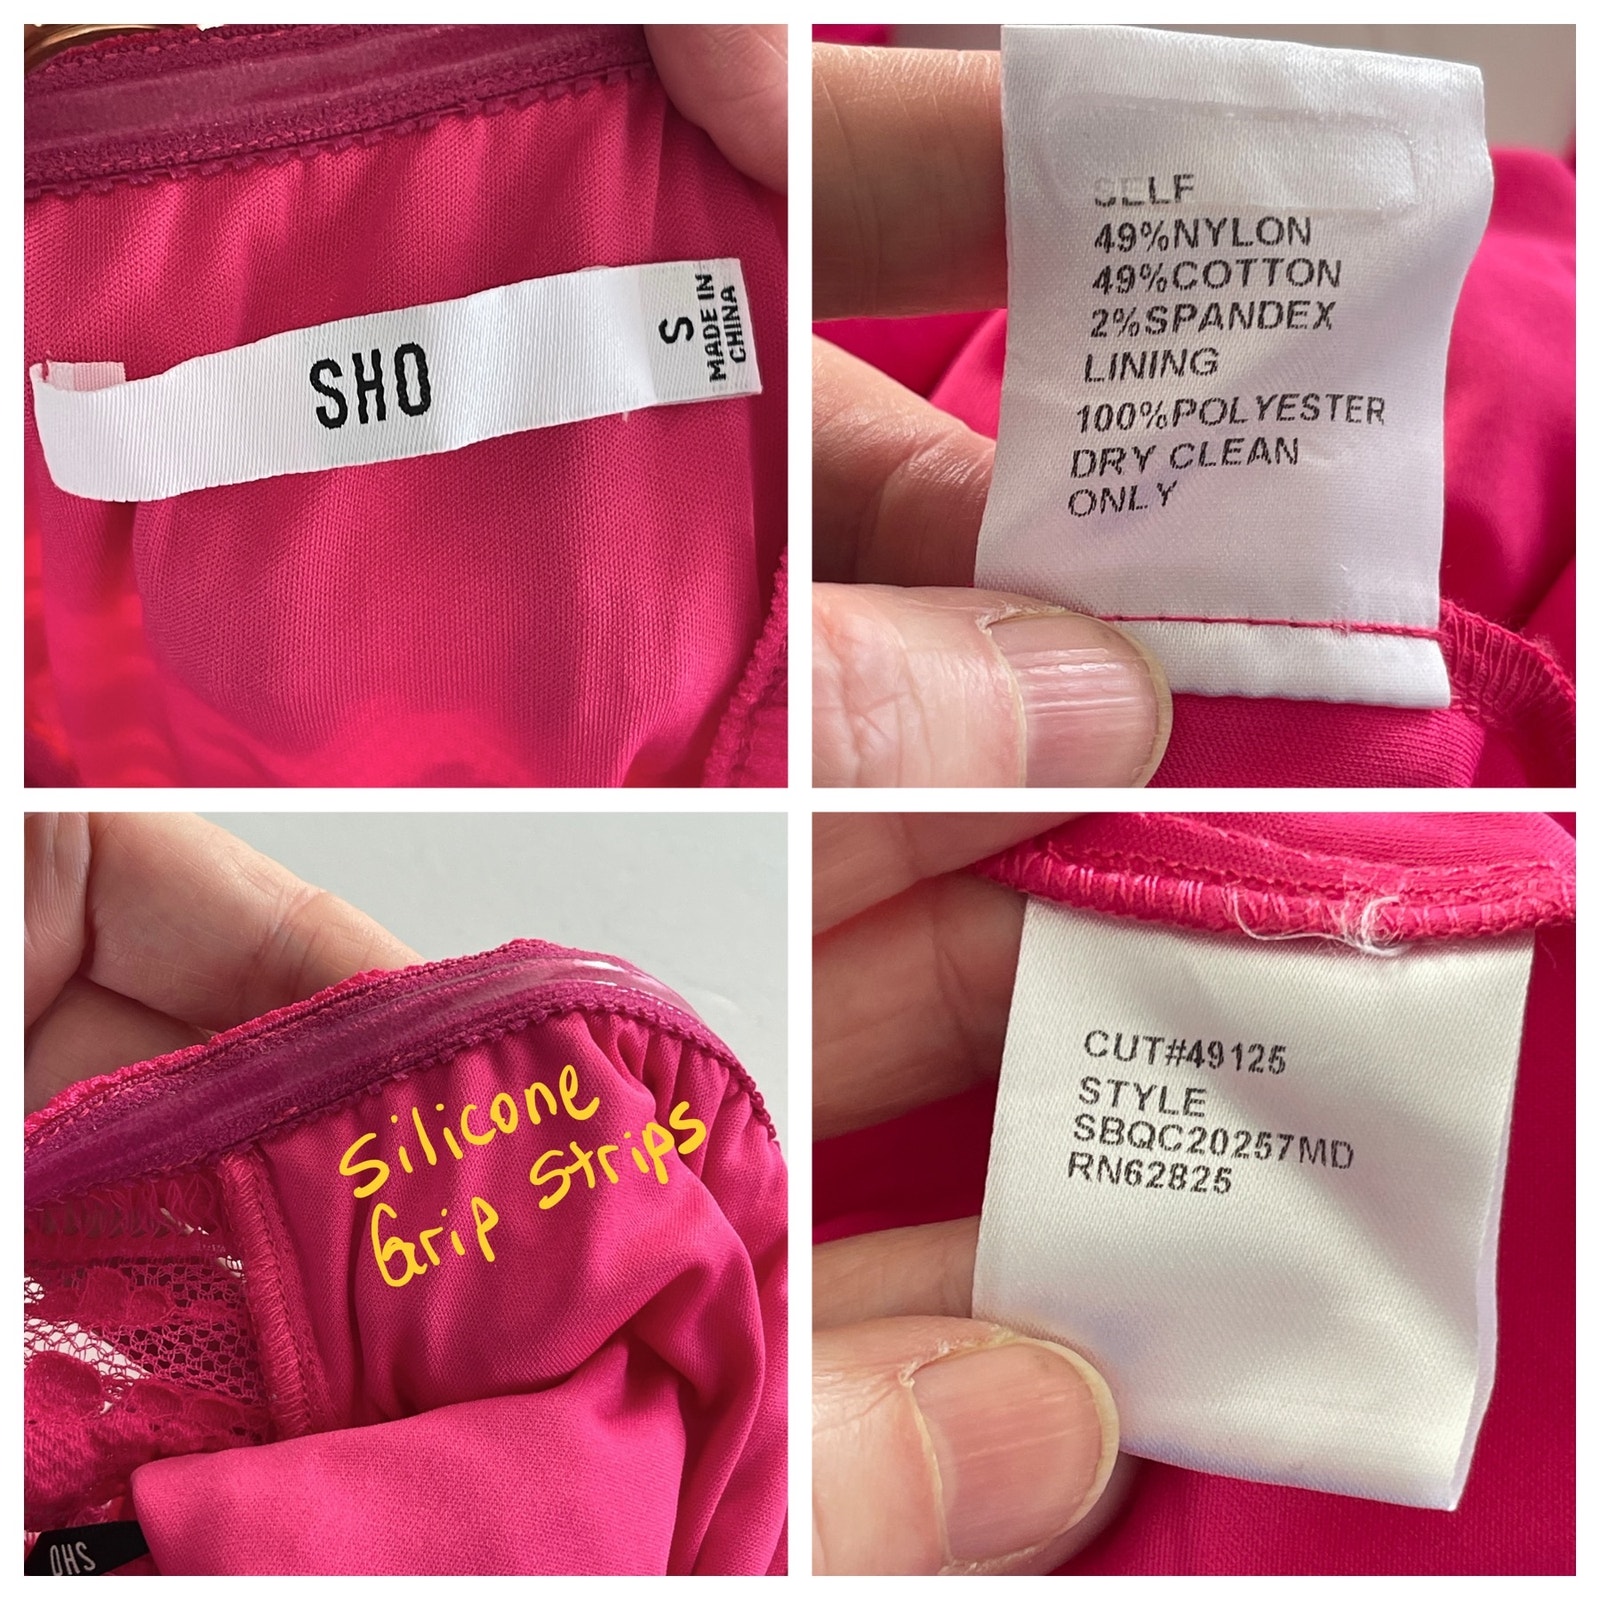 SHO
S
MADE IN
CHINA
SELF
49%NYLON
49%COTTON
2%SPANDEX
LINING
100%POLYESTER
DRY CLEAN
ONLY
Silicone
Grip Strips
SHO
CUT#49125
STYLE
SBQC20257MD
RN62825